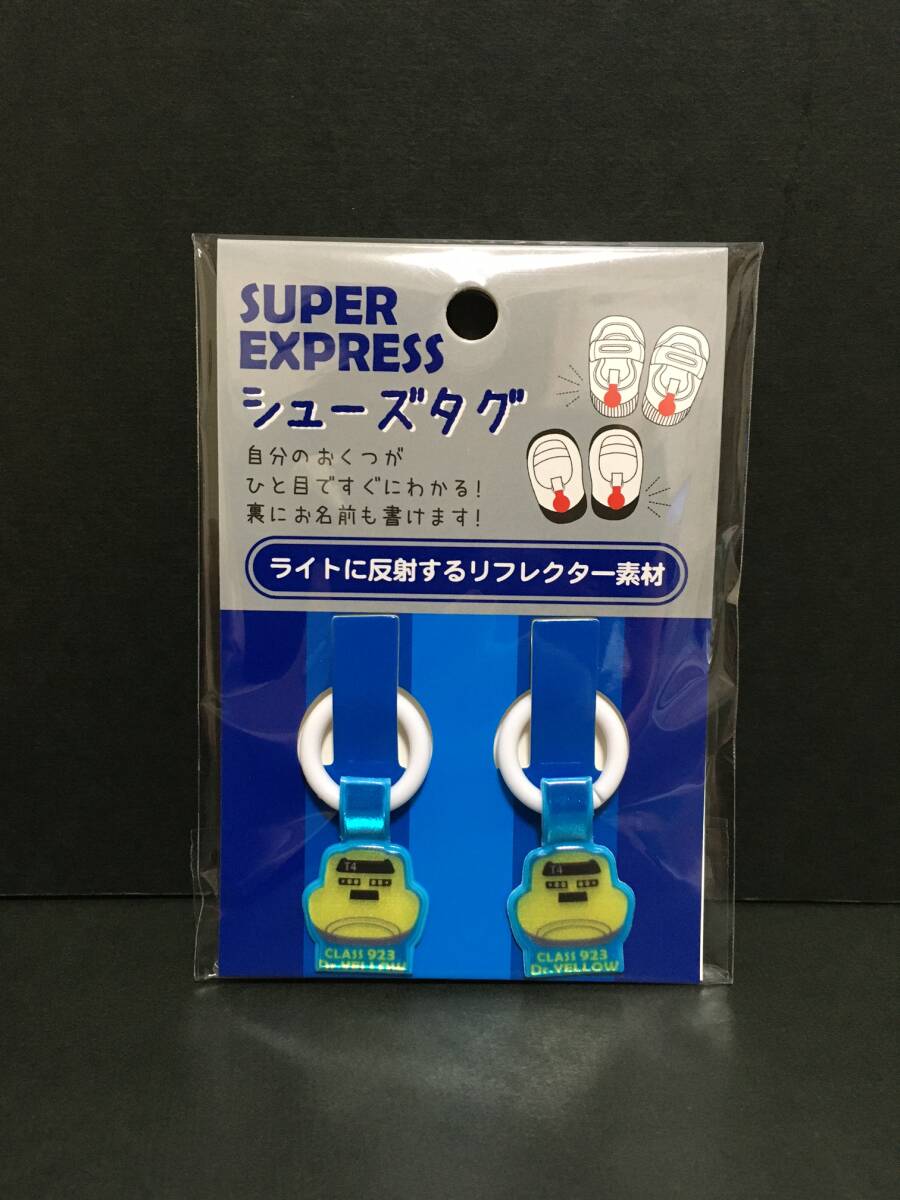 SUPER
EXPRESS
シューズタグ
自分のおくつが
ひと目ですぐにわかる!
裏にお名前も書けます!
ライトに反射するリフレクター素材
T4
CLASS 923
Dr.YELLOW
T4
CLASS 923
Dr.YELLOW